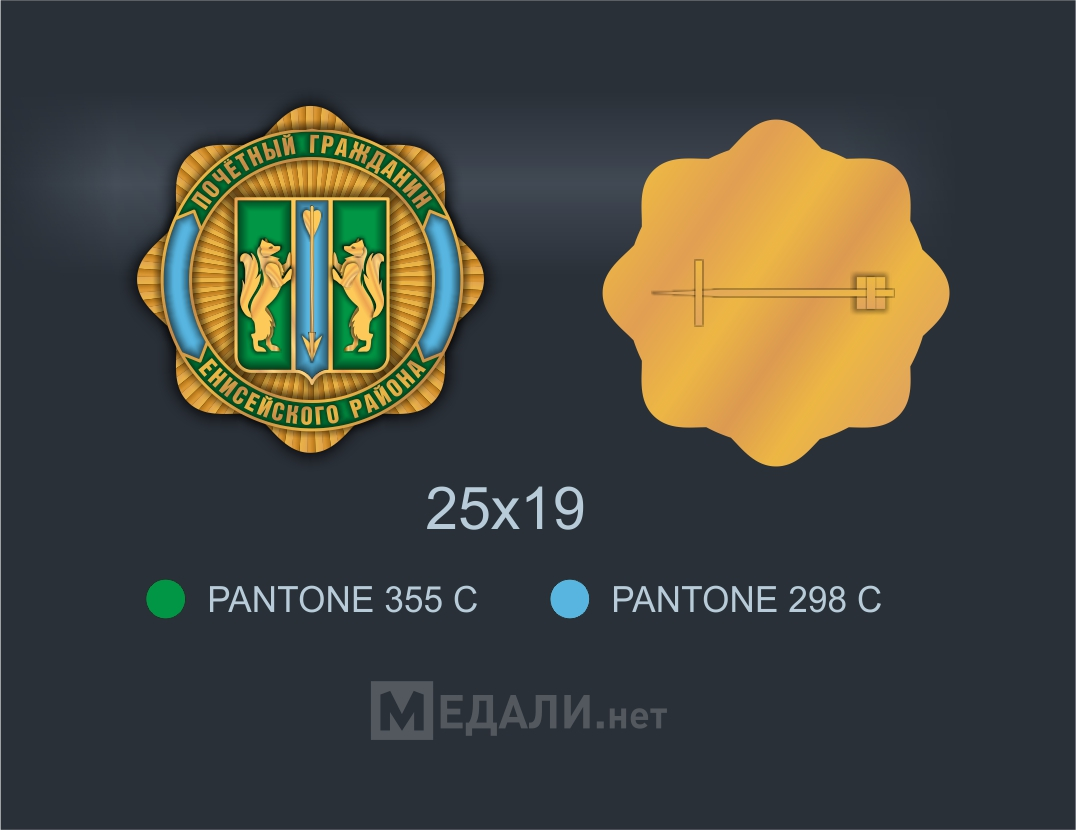 ПОЧЁТНЫЙ ГРАЖДАНИН
ЕНИСЕЙСКОГО РАЙОНА
25x19
PANTONE 355 C
PANTONE 298 C
МЕДАЛИ.нет